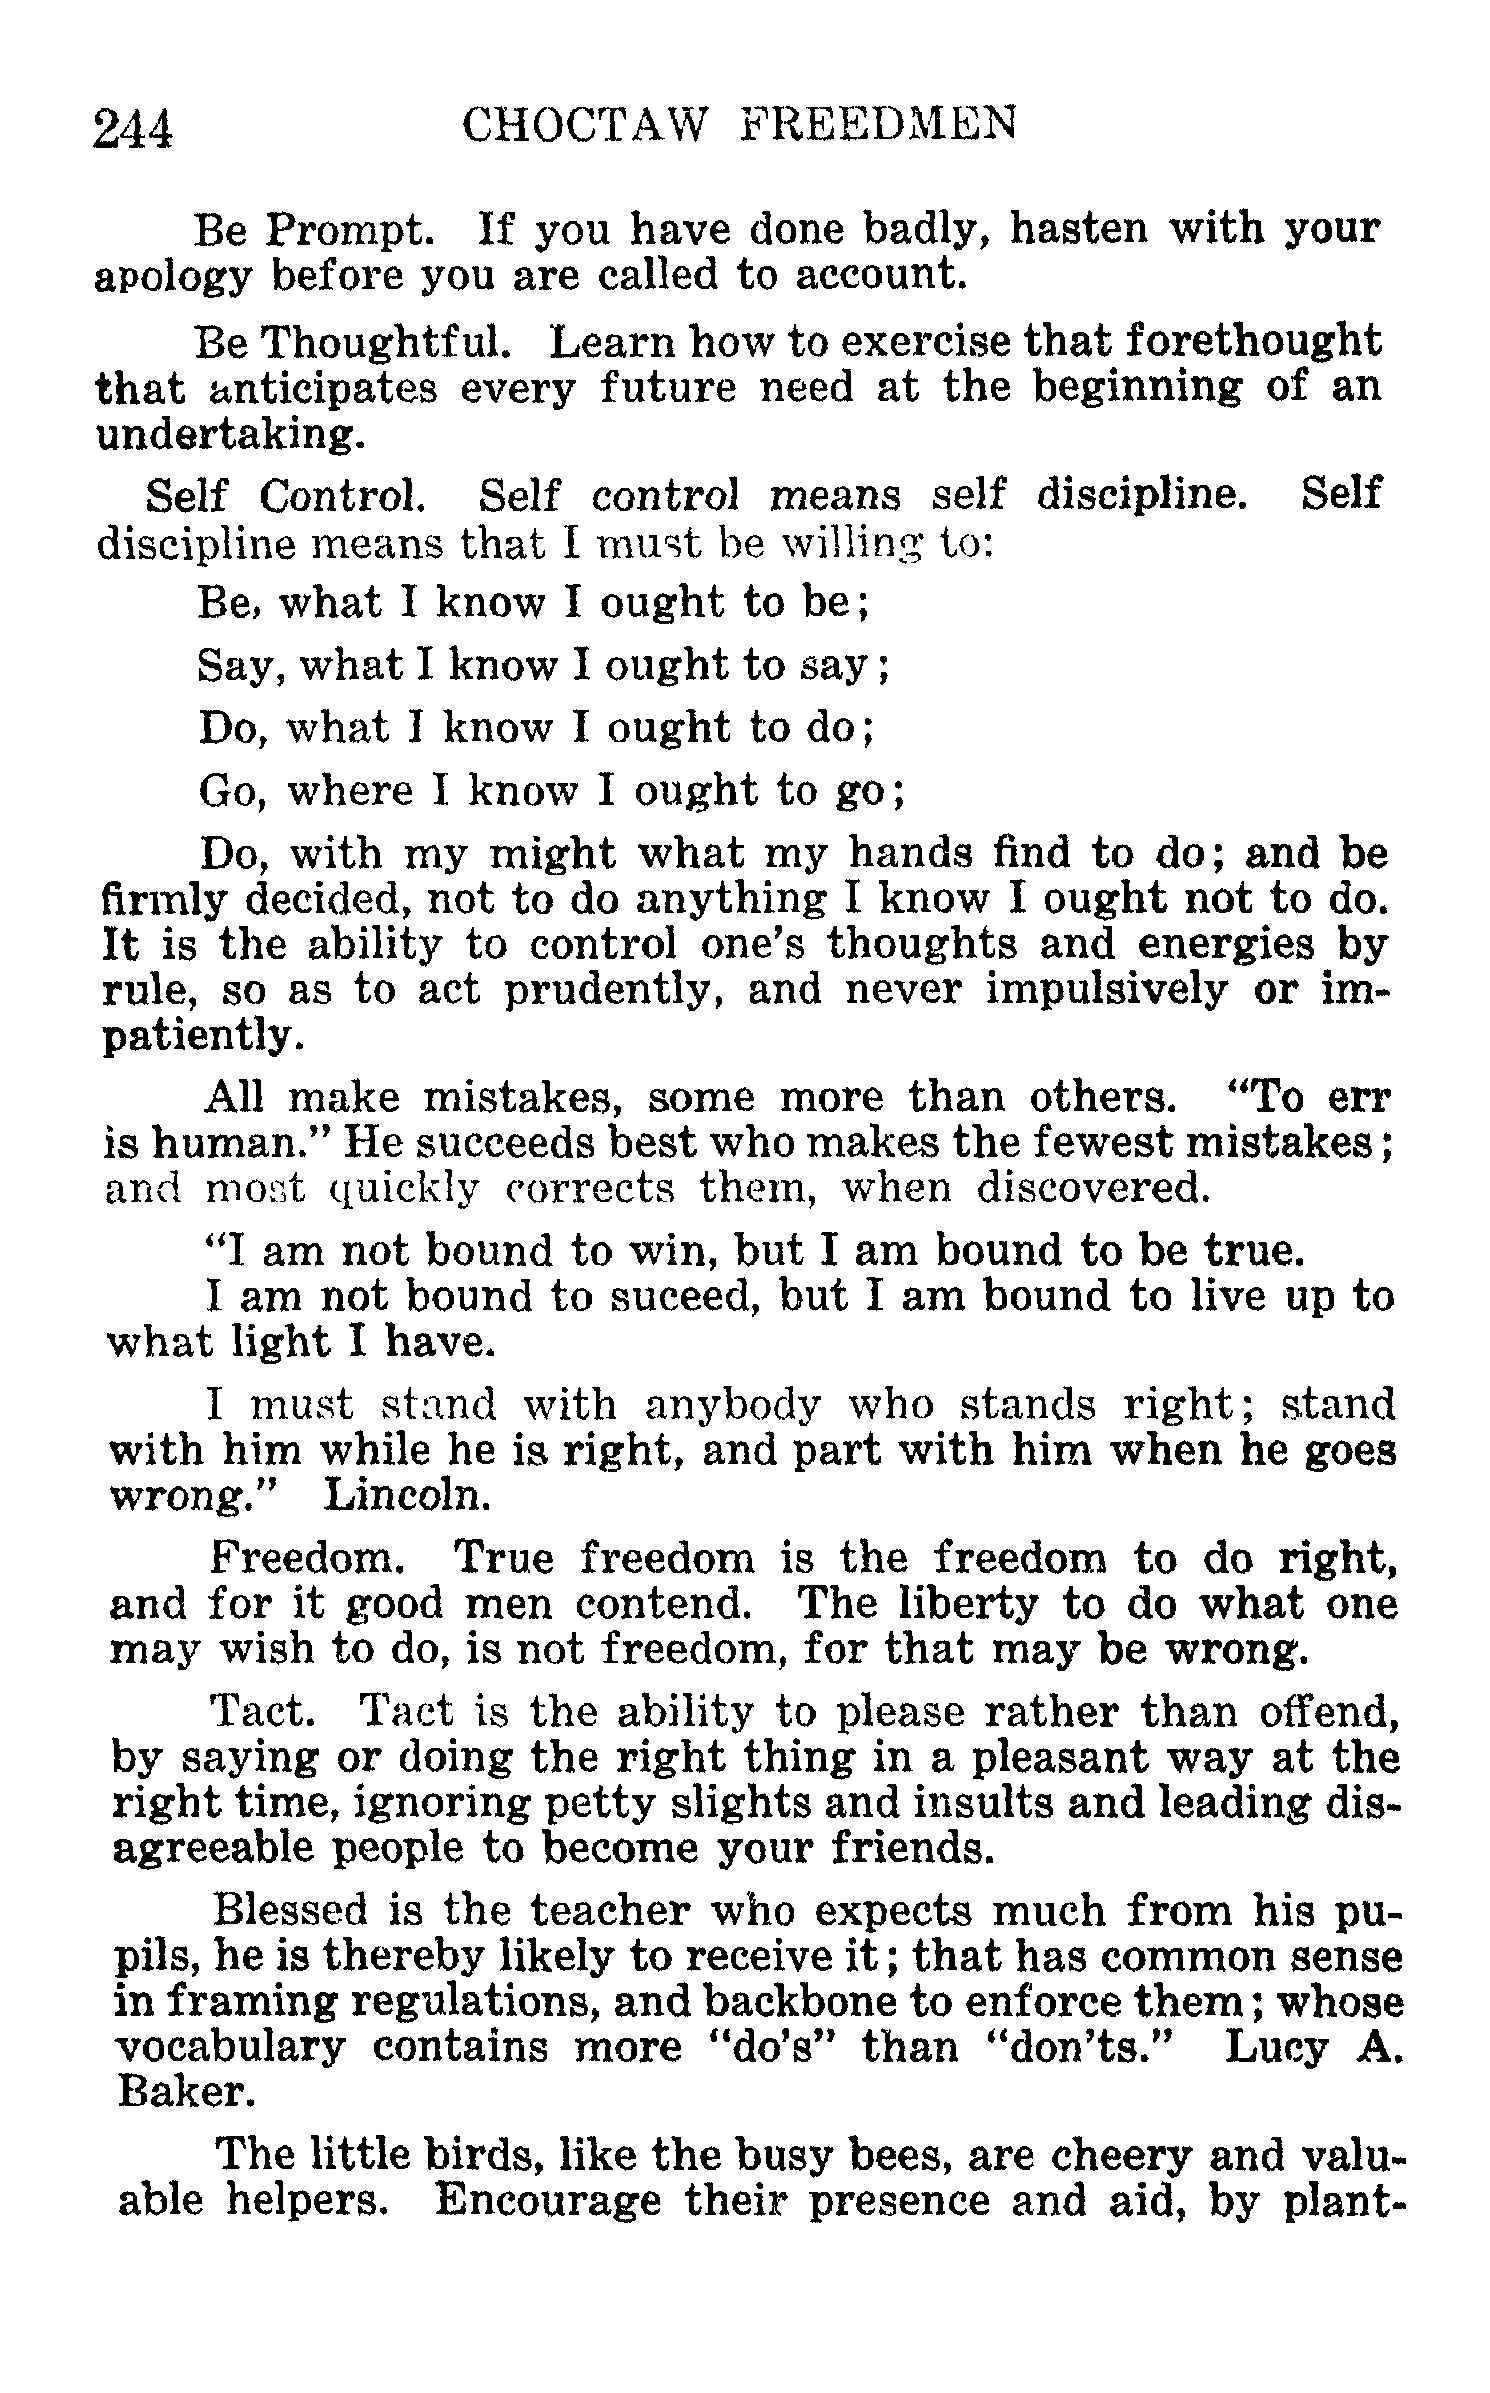 244 CHOCTAW FREEDMEN
Be Prompt. If you have done badly, hasten with your
apology before you are called to account.
Be Thoughtful. Learn how to exercise that forethought
that anticipates every future need at the beginning of an
undertaking.
Self Control. Self control means self discipline. Self
discipline means that I must be willing to:
Be, what I know I ought to be;
Say, what I know I ought to say;
Do, what I know I ought to do;
Go, where I know I ought to go;
Do, with my might what my hands find to do; and be
firmly decided, not to do anything I know I ought not to do.
It is the ability to control one's thoughts and energies by
rule, so as to act prudently, and never impulsively or im-
patiently.
All make mistakes, some more than others. "To err
is human." He succeeds best who makes the fewest mistakes;
and most quickly corrects them, when discovered.
"I am not bound to win, but I am bound to be true.
I am not bound to suceed, but I am bound to live up to
what light I have.
I must stand with anybody who stands right; stand
with him while he is right, and part with him when he goes
wrong." Lincoln.
Freedom. True freedom is the freedom to do right,
and for it good men contend. The liberty to do what one
may wish to do, is not freedom, for that may be wrong.
Tact. Tact is the ability to please rather than offend,
by saying or doing the right thing in a pleasant way at the
right time, ignoring petty slights and insults and leading dis-
agreeable people to become your friends.
Blessed is the teacher who expects much from his pu-
pils, he is thereby likely to receive it; that has common sense
in framing regulations, and backbone to enforce them; whose
vocabulary contains more "do's" than "don'ts." Lucy A.
Baker.
The little birds, like the busy bees, are cheery and valu-
able helpers. Encourage their presence and aid, by plant-